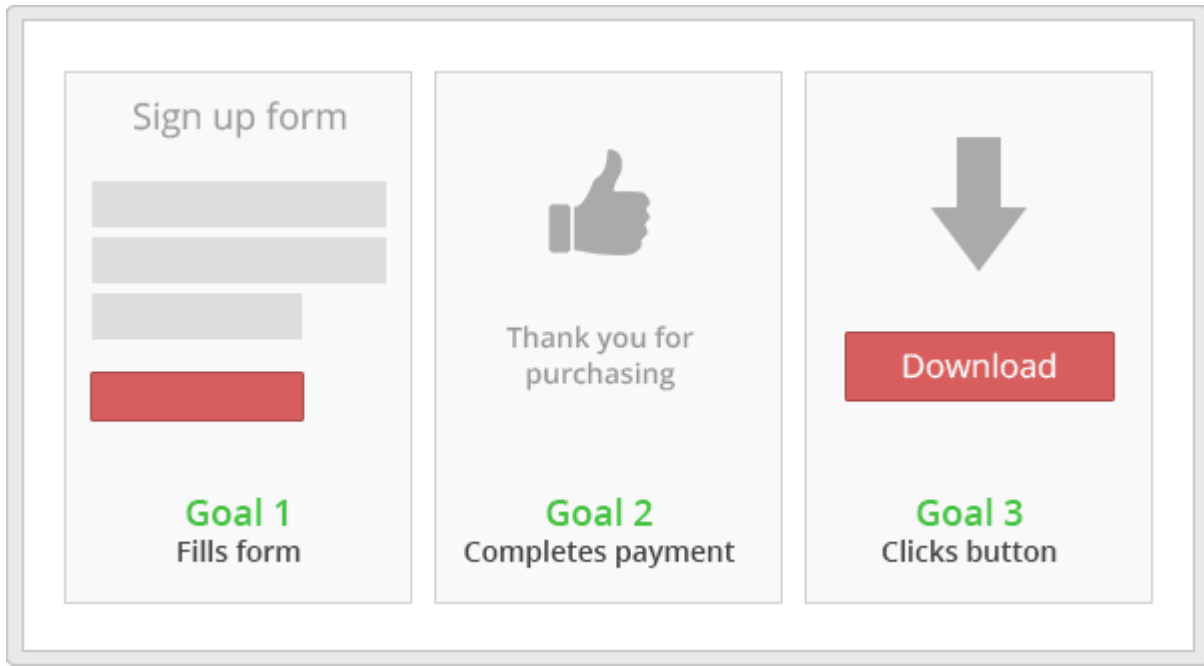 Sign up form
Thank you for
purchasing
Download
Goal 1
Fills form
Goal 2
Completes payment
Goal 3
Clicks button